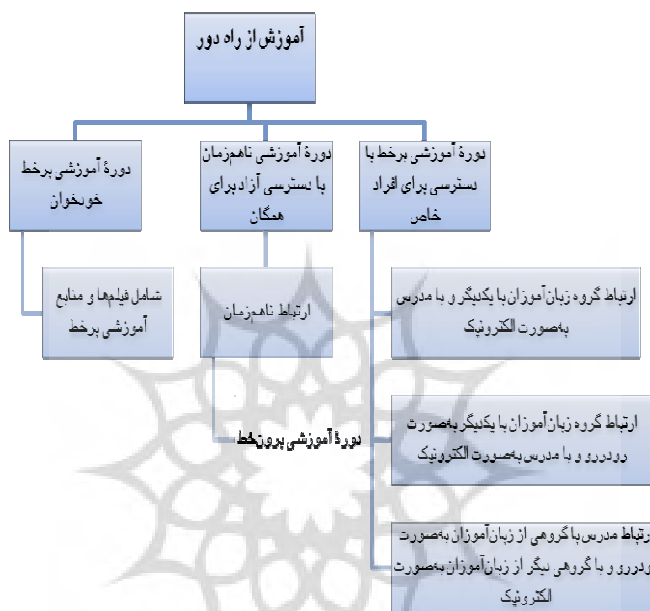 آموزش از راه دور
دورهٔ آموزشی برخط با
دسترسی برای افراد
خاص
دورهٔ آموزشی ناهم‌زمان
با دسترسی آزاد برای
همگان
دورهٔ آموزشی برخط
خودخوان
ارتباط گروه زبان‌آموزان با یکدیگر و با مدرس
به‌صورت الکترونیک
ارتباط ناهم‌زمان
شامل فیلم‌ها و منابع
آموزشی برخط
ارتباط گروه زبان‌آموزان با یکدیگر به‌صورت
رودررو و با مدرس به‌صورت الکترونیک
دورهٔ آموزشی برون‌خط
ارتباط مدرس با گروهی از زبان‌آموزان به‌صورت
رودررو و با گروهی دیگر از زبان‌آموزان به‌صورت
الکترونیک